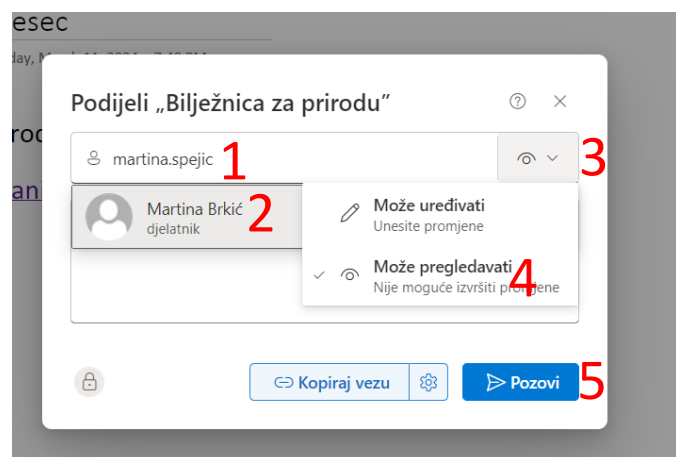 esec
Podijeli „Bilježnica za prirodu”
martina.spejic
1
3
Martina Brkić
djelatnik
2
Može uređivati
Unesite promjene
Može pregledavati
Nije moguće izvršiti promjene
4
Kopiraj vezu
Pozovi
5